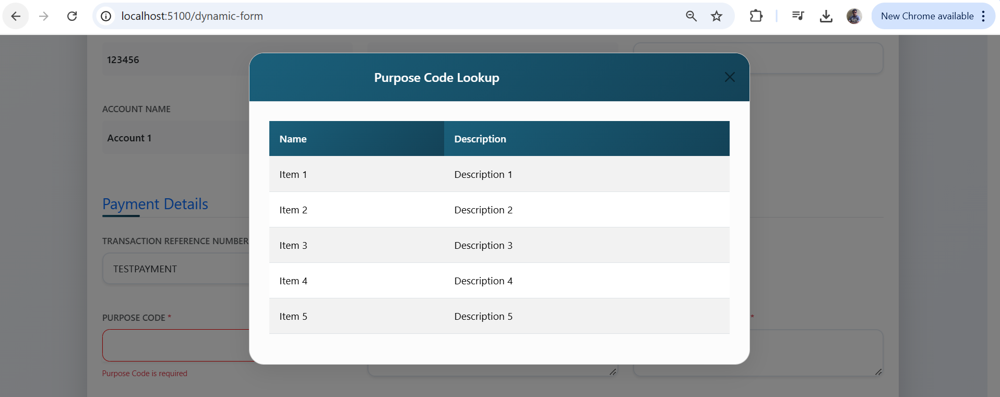 localhost:5100/dynamic-form
New Chrome available
123456
Purpose Code Lookup
ACCOUNT NAME
Account 1
Name Description
Item 1 Description 1
Item 2 Description 2
Item 3 Description 3
Item 4 Description 4
Item 5 Description 5
Payment Details
TRANSACTION REFERENCE NUMBER
TESTPAYMENT
PURPOSE CODE *
*
Purpose Code is required